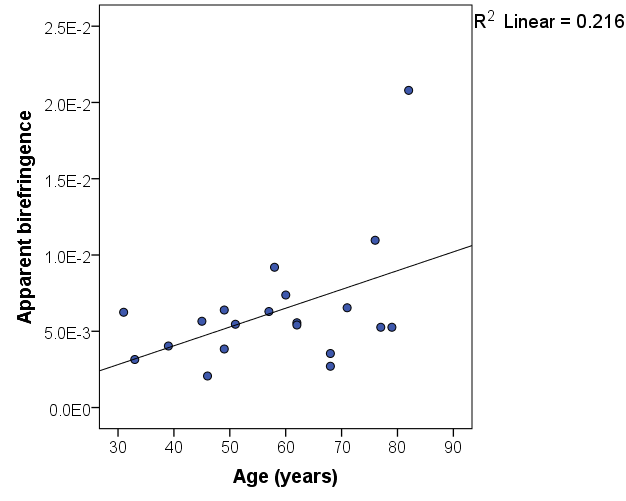 R² Linear = 0.216
2.5E-2
2.0E-2
1.5E-2
1.0E-2
5.0E-3
0.0E0
Apparent birefringence
30 40 50 60 70 80 90
Age (years)